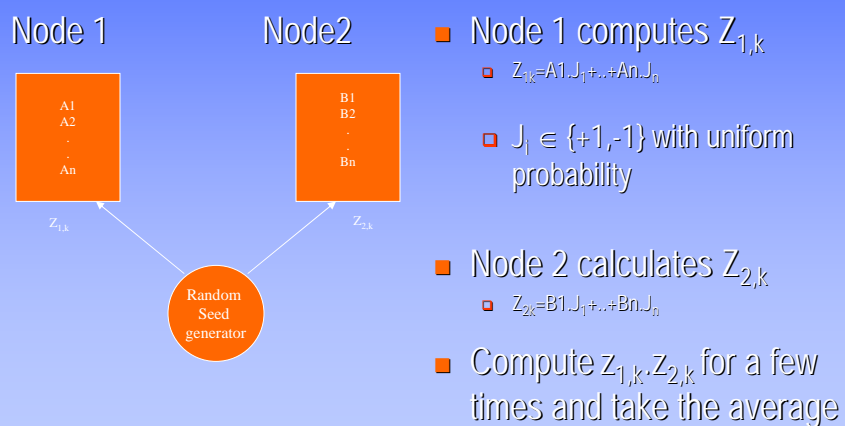 Node 1
Node2
A1
A2
.
.
An
B1
B2
.
.
Bn
Z1,k
Z2,k
Random
Seed
generator
Node 1 computes Z1,k
Z1k=A1.J1+..+An.Jn
Ji ∈ {+1,-1} with uniform
probability
Node 2 calculates Z2,k
Z2k=B1.J1+..+Bn.Jn
Compute z1,k.z2,k for a few
times and take the average